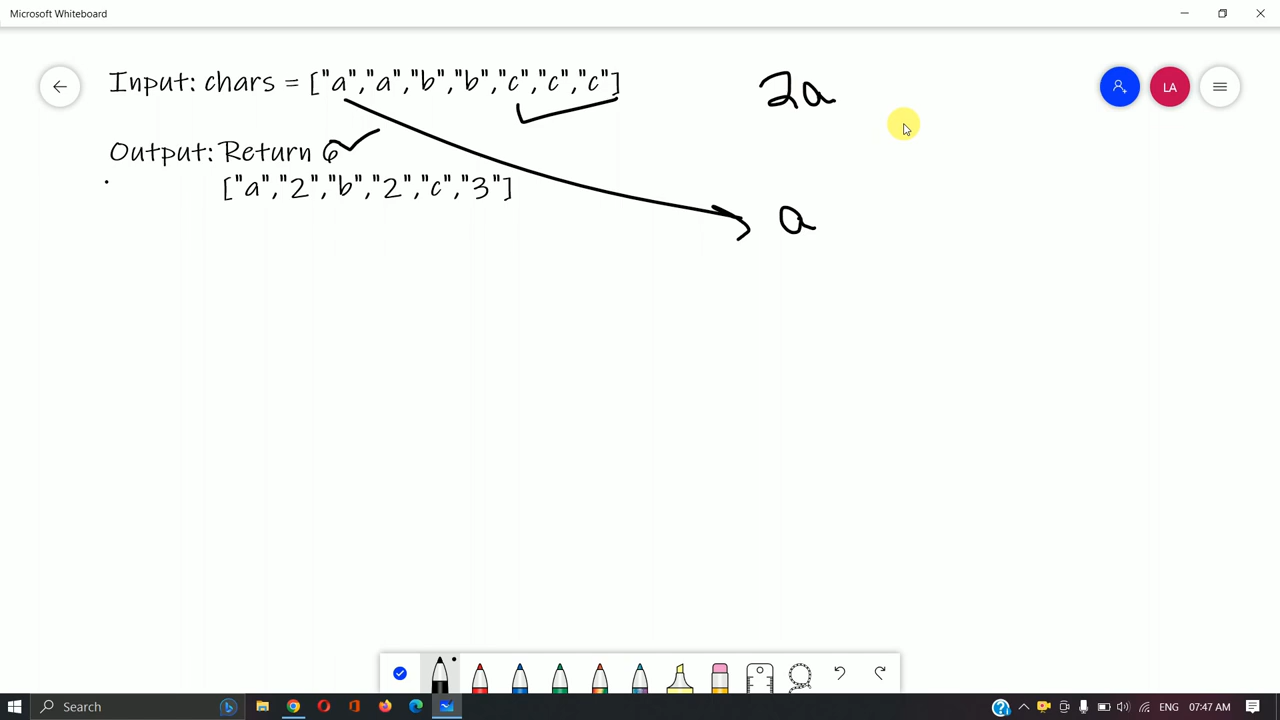 Microsoft Whiteboard
Input: chars = ["a","a","b","b","c","c","c"]
2a
LA
Output: Return 6
["a","2","b","2","c","3"]
a
Search
ENG
07:47 AM